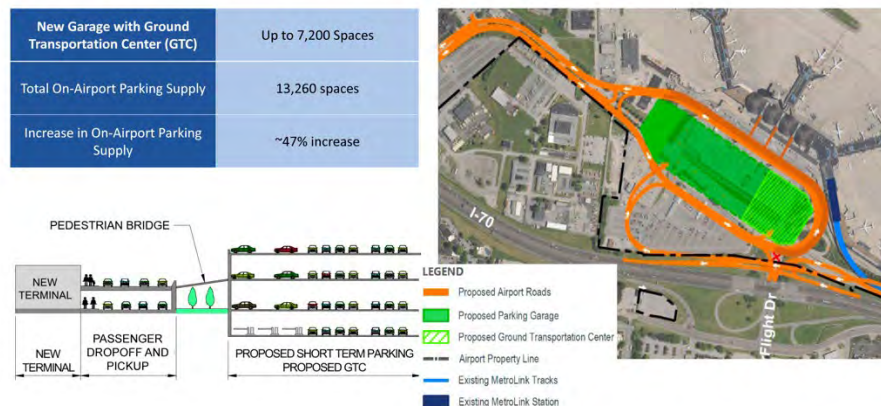 New Garage with Ground
Transportation Center (GTC)
Up to 7,200 Spaces
Total On-Airport Parking Supply
13,260 spaces
Increase in On-Airport Parking
Supply
~47% increase
PEDESTRIAN BRIDGE
NEW
TERMINAL
NEW
TERMINAL
PASSENGER
DROPOFF AND
PICKUP
PROPOSED SHORT TERM PARKING
PROPOSED GTC
I-70
Flight Dr
LEGEND
Proposed Airport Roads
Proposed Parking Garage
Proposed Ground Transportation Center
Airport Property Line
Existing MetroLink Tracks
Existing MetroLink Station